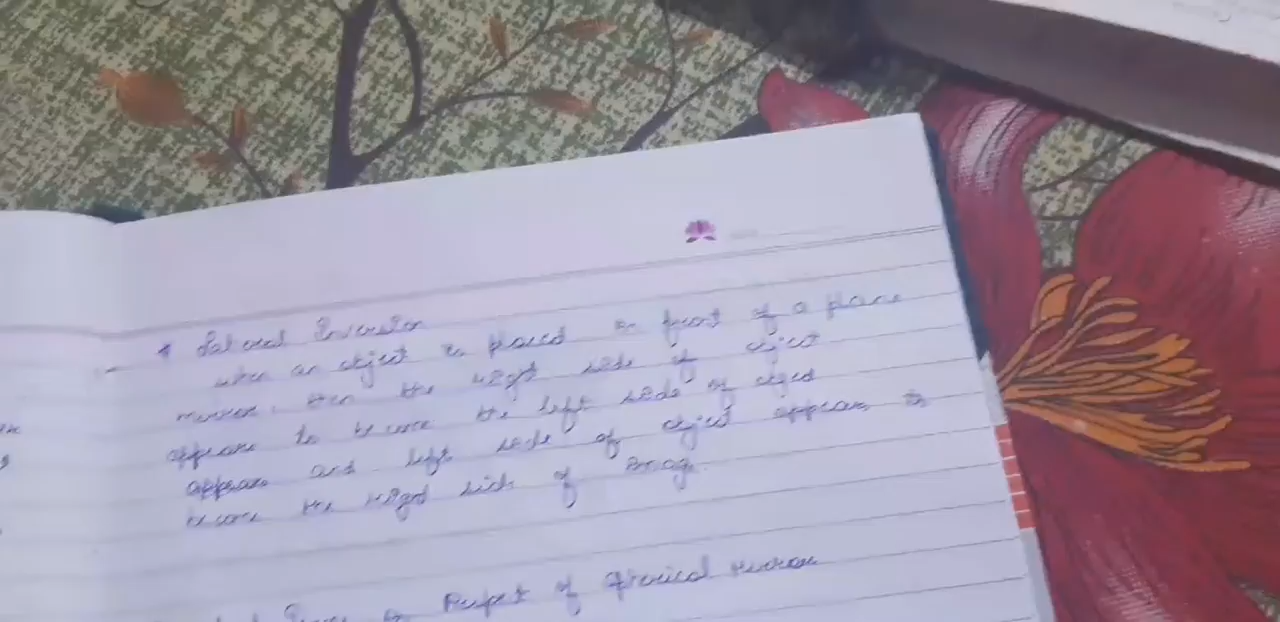 Lateral Inversion
when an object is placed in front of a plane
mirror. then the right side of object
appears to become the left side of object
appears and left side of object appears to
become the right side of image
in Respect of spherical mirror